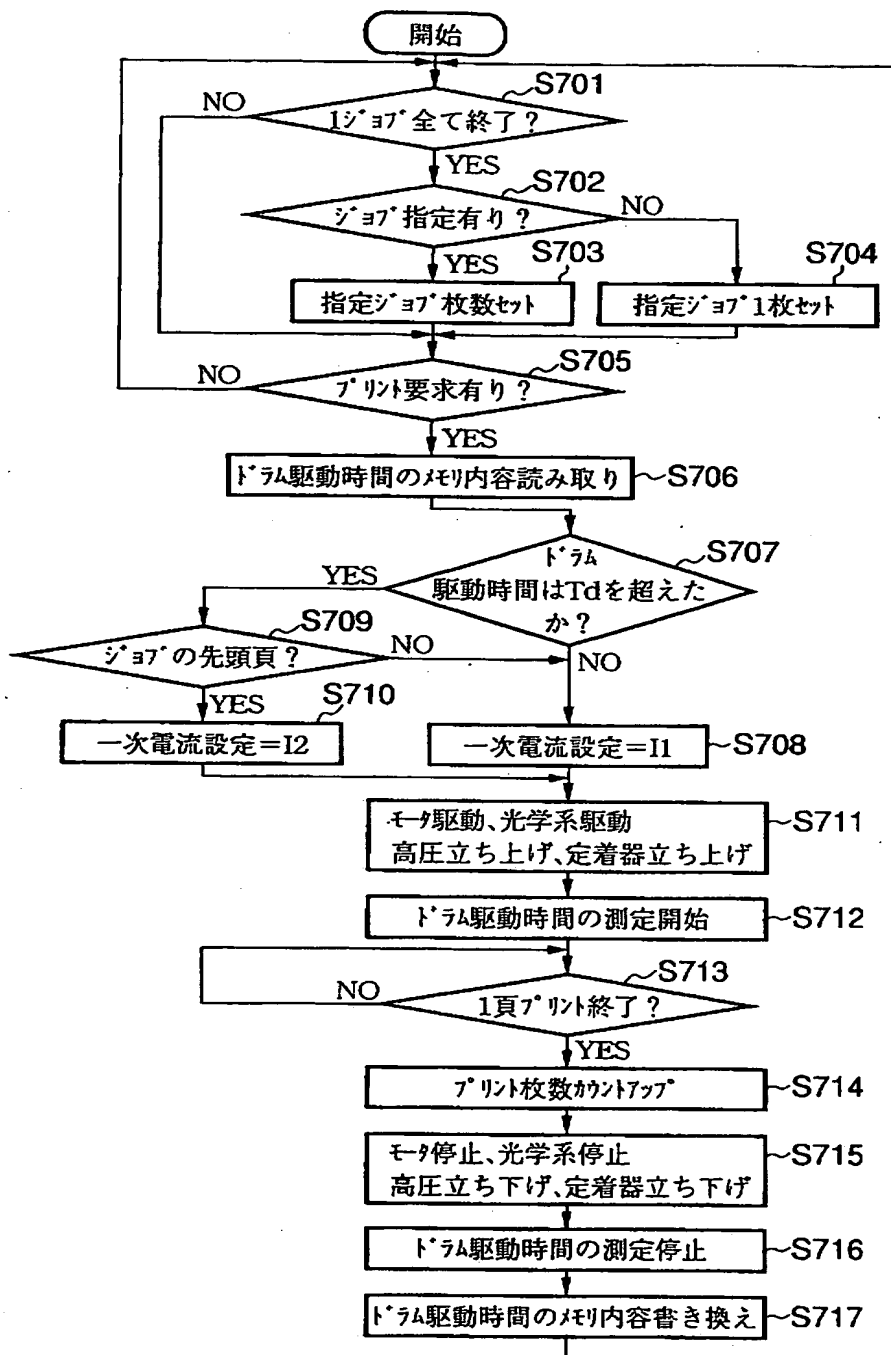 開始
S701
NO
1ジョブ全て終了?
YES
S702
ジョブ指定有り?
NO
YES
S703
S704
指定ジョブ枚数セット
指定ジョブ1枚セット
S705
NO
プリント要求有り?
YES
ドラム駆動時間のメモリ内容読み取り
S706
S707
ドラム
YES
駆動時間はTdを超えた
か?
S709
ジョブの先頭頁?
NO
NO
YES
S710
一次電流設定=I2
一次電流設定=I1
S708
モータ駆動、光学系駆動
S711
高圧立ち上げ、定着器立ち上げ
ドラム駆動時間の測定開始
S712
S713
NO
1頁プリント終了?
YES
プリント枚数カウントアップ
S714
モータ停止、光学系停止
S715
高圧立ち下げ、定着器立ち下げ
ドラム駆動時間の測定停止
S716
ドラム駆動時間のメモリ内容書き換え
S717